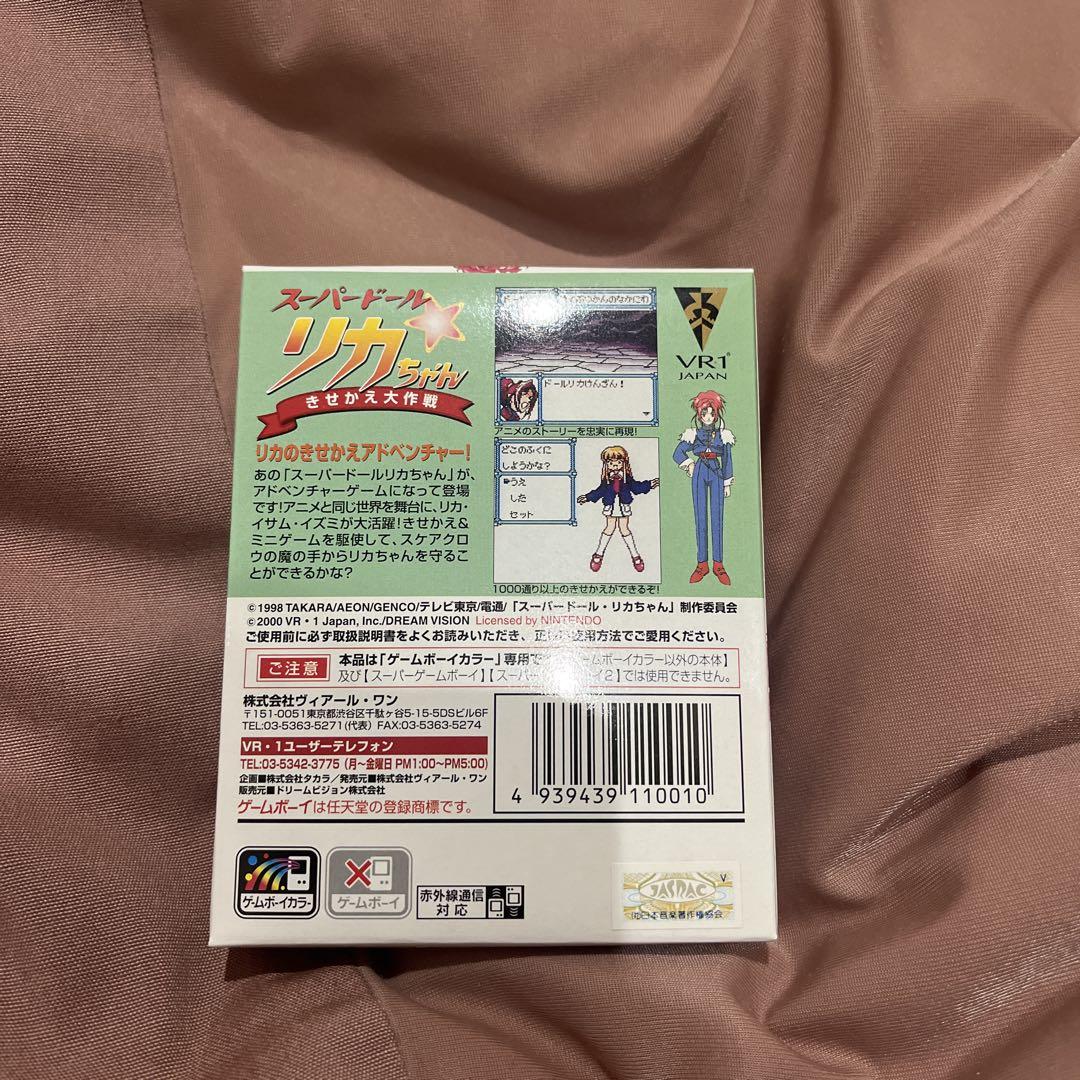 スーパードール
リカちゃん
きせかえ大作戦
リカのきせかえアドベンチャー!
あの「スーパードールリカちゃん」が、
アドベンチャーゲームになって登場
です!アニメと同じ世界を舞台に、リカ・
イサム・イズミが大活躍!きせかえ&
ミニゲームを駆使して、スケアクロ
ウの魔の手からリカちゃんを守るこ
とができるかな?
のなかにわ
ドールリカけんざん!
アニメのストーリーを忠実に再現!
どこのふくに
しようかな?
うえ
した
セット
1000通り以上のきせかえができるぞ!
VR-1®
JAPAN
©1998 TAKARA/AEON/GENCO/テレビ東京/電通/「スーパードール・リカちゃん」製作委員会
©2000 VR・1 Japan, Inc./DREAM VISION Licensed by NINTENDO
ご使用前に必ず取扱説明書をよくお読みいただき、正しい使用方法でご愛用ください。
ご注意
本品は「ゲームボーイカラー」専用で ームボーイカラー以外の本体】
及び【スーパーゲームボーイ】【スーパー ーイ2】では使用できません。
株式会社ヴィアール・ワン
〒151-0051東京都渋谷区千駄ヶ谷5-15-5DSビル6F
TEL:03-5363-5271(代表) FAX:03-5363-5274
VR・1ユーザーテレフォン
TEL:03-5342-3775(月〜金曜日 PM1:00〜PM5:00)
企画■株式会社タカラ/発売元■株式会社ヴィアール・ワン
販売元■ドリームビジョン株式会社
ゲームボーイは任天堂の登録商標です。
4 939439 110010
ゲームボーイカラー
ゲームボーイ
赤外線通信
対応
V
JASRAC
(社)日本音楽著作権協会